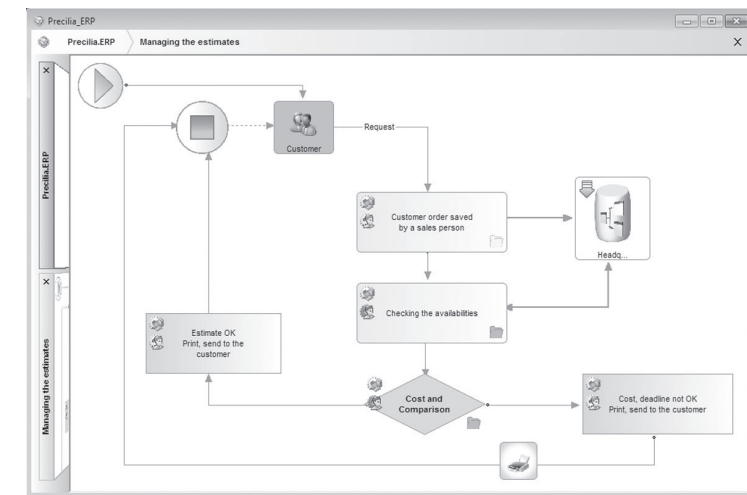 Precilia_ERP
Precilia.ERP
Managing the estimates
X
Precilia.ERP
Managing the estimates
Customer
Request
Customer order saved
by a sales person
Headq...
Checking the availabilities
Estimate OK
Print, send to the
customer
Cost and
Comparison
Cost, deadline not OK
Print, send to the customer